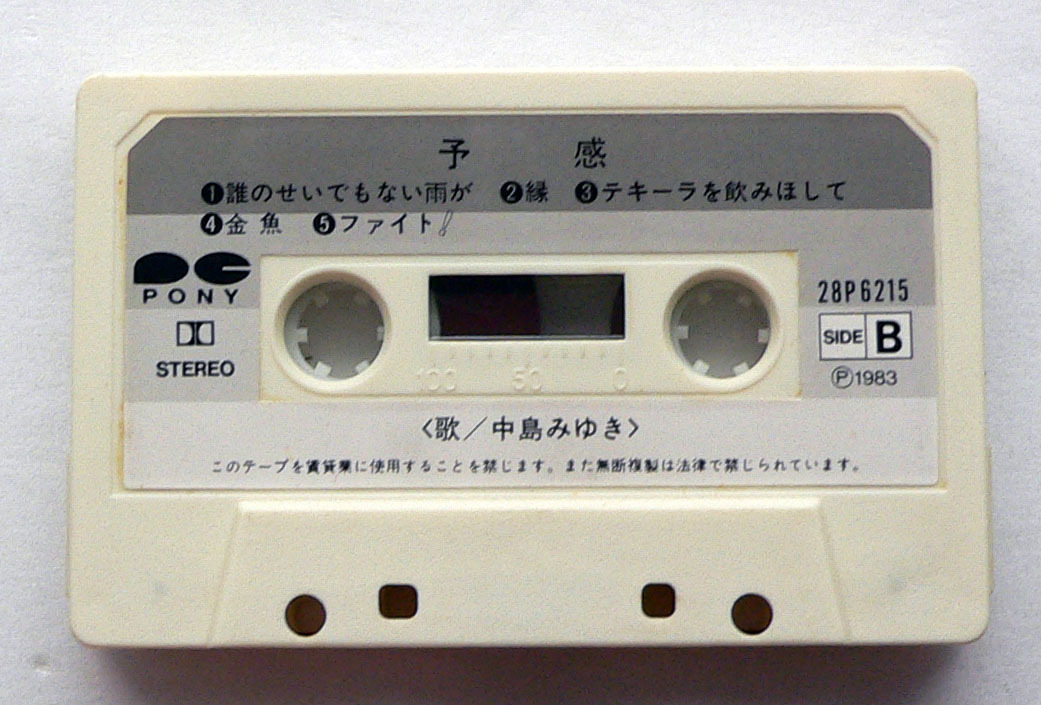 予 感
❶誰のせいでもない雨が ❷縁 ❸テキーラを飲みほして
❹金 魚 ❺ファイト!
PONY
STEREO
28P6215
SIDE B
Ⓟ1983
100 50 0
〈歌／中島みゆき〉
このテープを賃貸業に使用することを禁じます。また無断複製は法律で禁じられています。